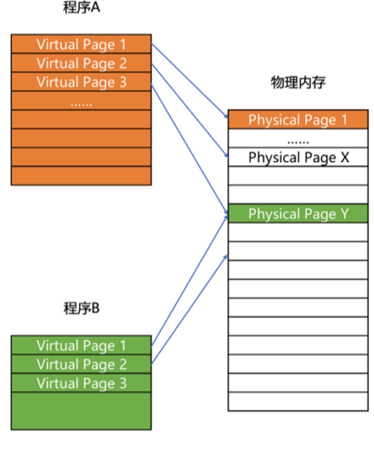 程序A
Virtual Page 1
Virtual Page 2
Virtual Page 3
……
物理内存
Physical Page 1
……
Physical Page X
Physical Page Y
程序B
Virtual Page 1
Virtual Page 2
Virtual Page 3